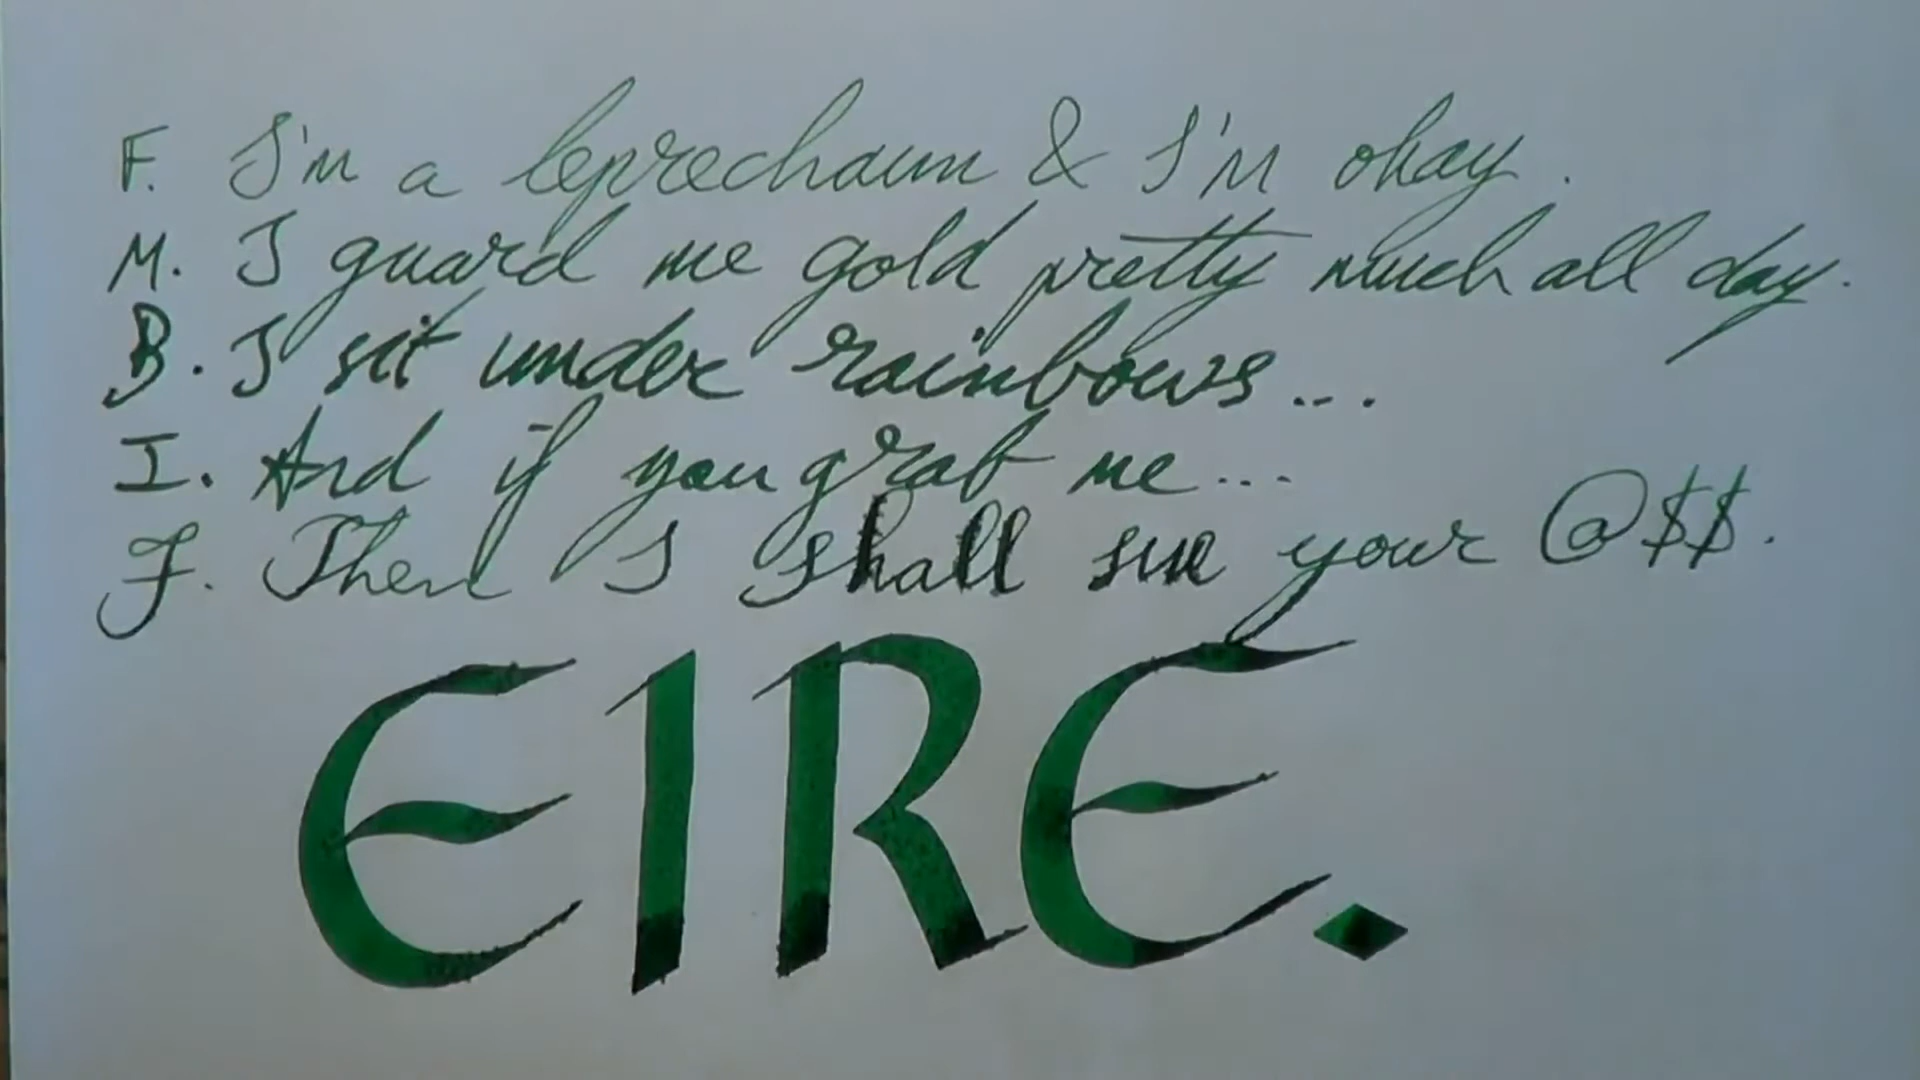 F. I'm a leprechaun & I'm okay.
M. I guard me gold pretty much all day.
B. I sit under rainbows...
I. And if you grab me...
F. Then I shall sue your @$$.
EIRE.